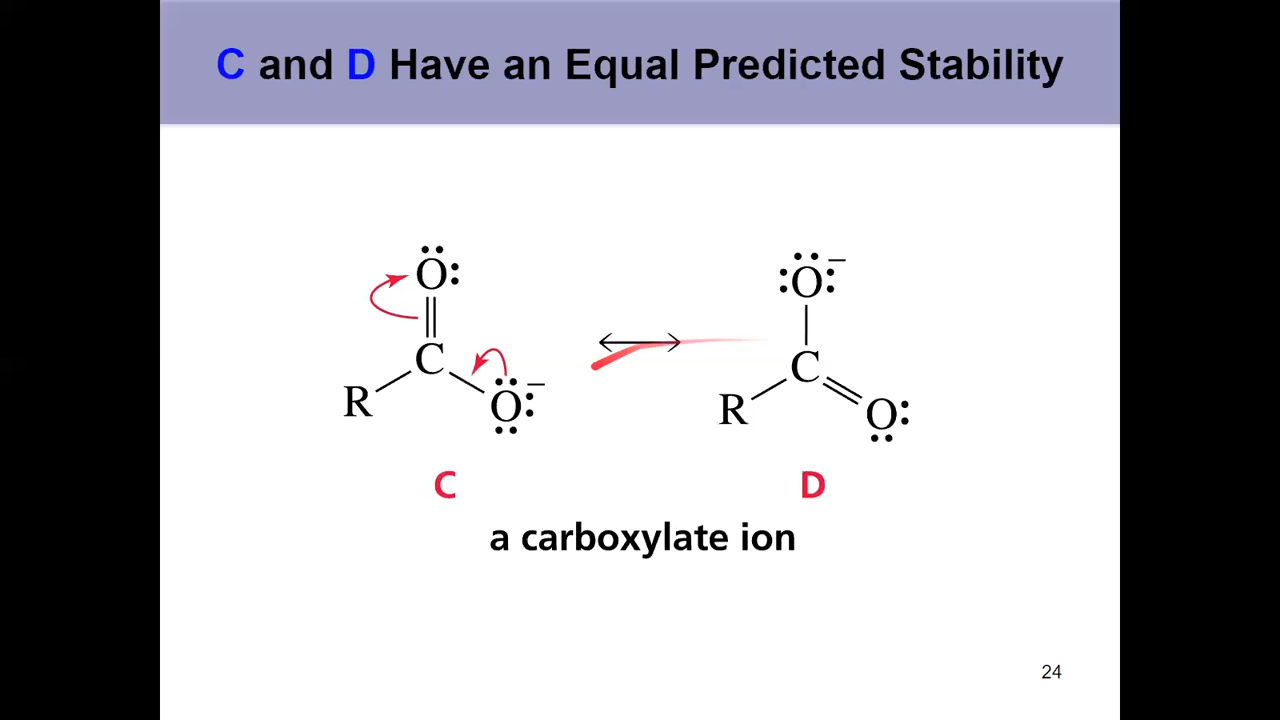 C and D Have an Equal Predicted Stability
O O −
C C
R O − R O
C D
a carboxylate ion
24